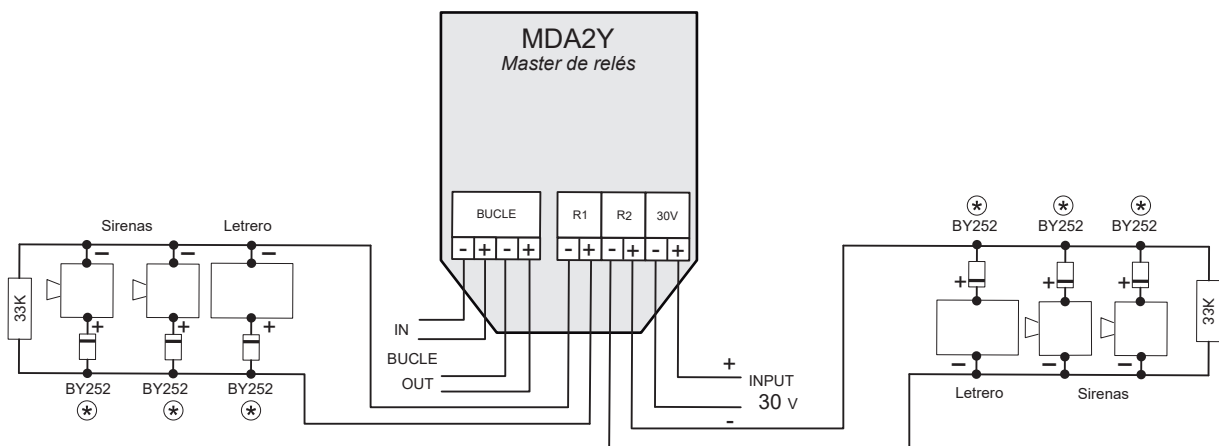 MDA2Y
Master de relés
BUCLE R1 R2 30V
- + - + - + - + - +
Sirenas Letrero
- - -
33K
+ + +
BY252 BY252 BY252
* * *
IN
BUCLE
OUT
+
INPUT
30 V
-
* * *
BY252 BY252 BY252
+ + +
33K
- - -
Letrero Sirenas